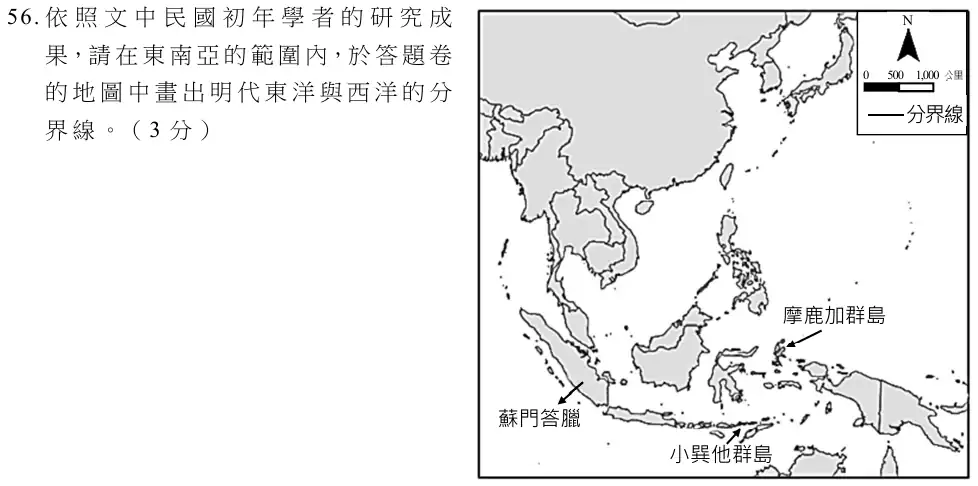 56.依照文中民國初年學者的研究成
果，請在東南亞的範圍內，於答題卷
的地圖中畫出明代東洋與西洋的分
界線。（3分）
N
0 500 1,000 公里
分界線
摩鹿加群島
蘇門答臘
小巽他群島